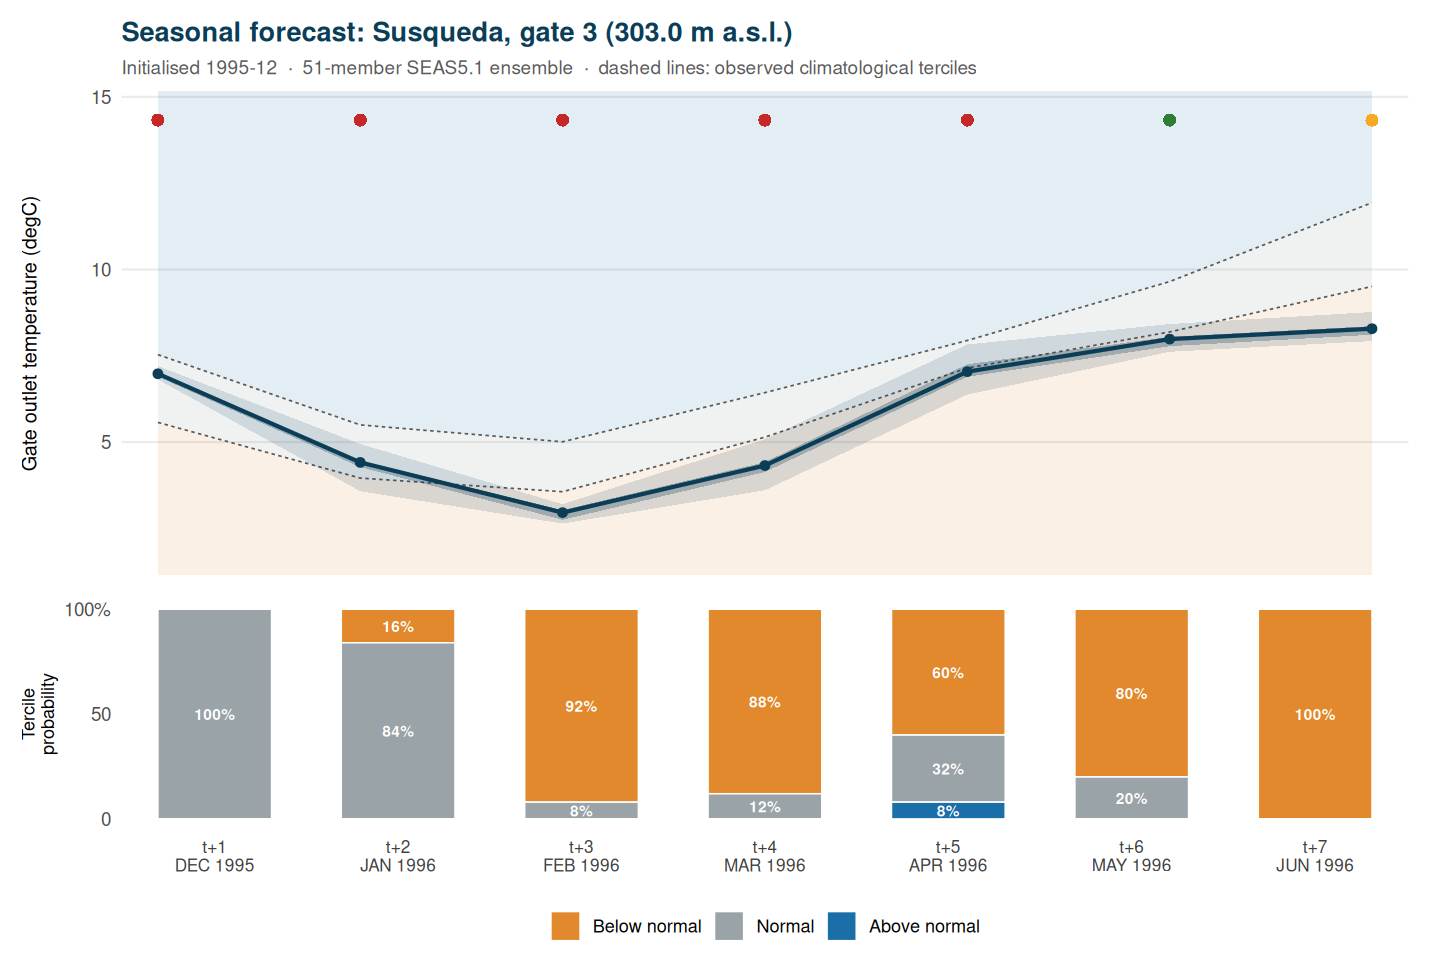 Seasonal forecast: Susqueda, gate 3 (303.0 m a.s.l.)
Initialised 1995-12 · 51-member SEAS5.1 ensemble · dashed lines: observed climatological terciles
Gate outlet temperature (degC)
15
10
5
Tercile
probability
100%
50
0
100%
16%
84%
92%
8%
88%
12%
60%
32%
8%
80%
20%
100%
t+1
DEC 1995
t+2
JAN 1996
t+3
FEB 1996
t+4
MAR 1996
t+5
APR 1996
t+6
MAY 1996
t+7
JUN 1996
Below normal
Normal
Above normal